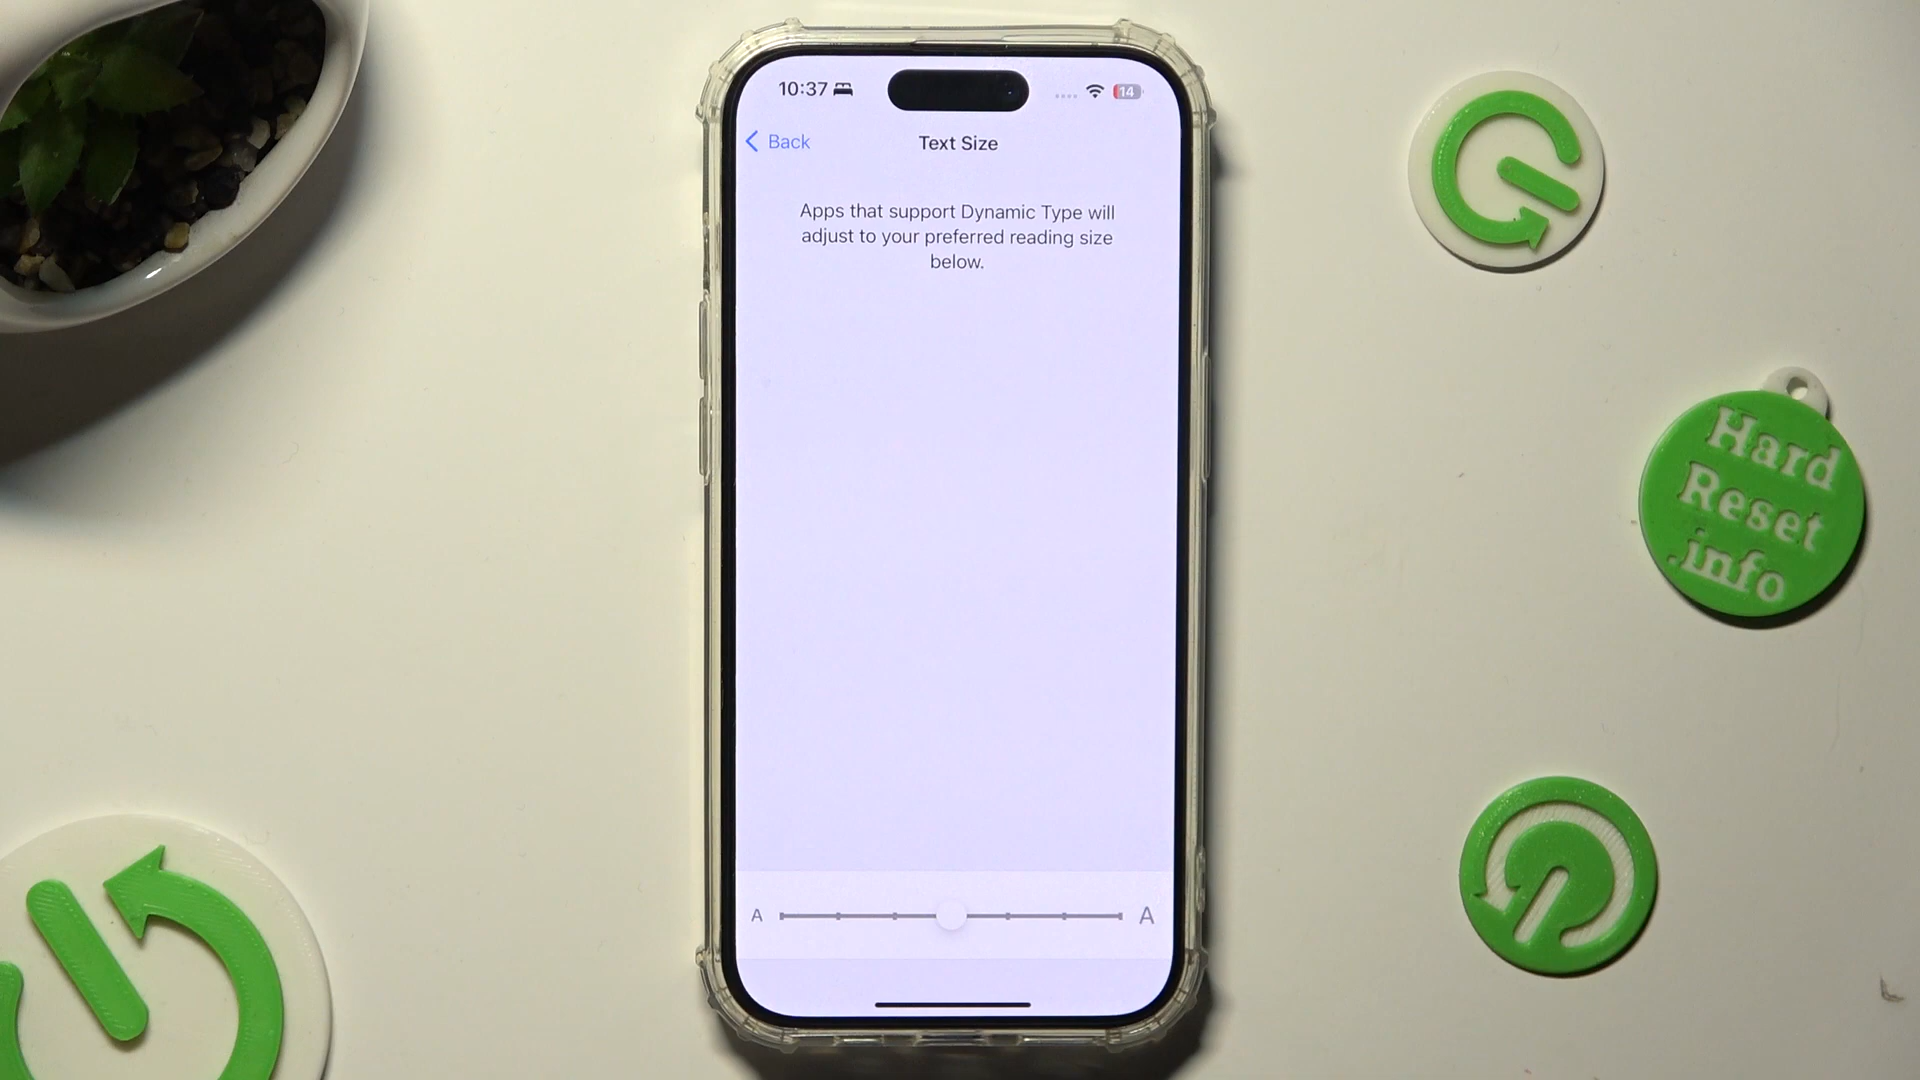 10:37
14
Back
Text Size
Apps that support Dynamic Type will
adjust to your preferred reading size
below.
A
A
Hard
Reset
.info